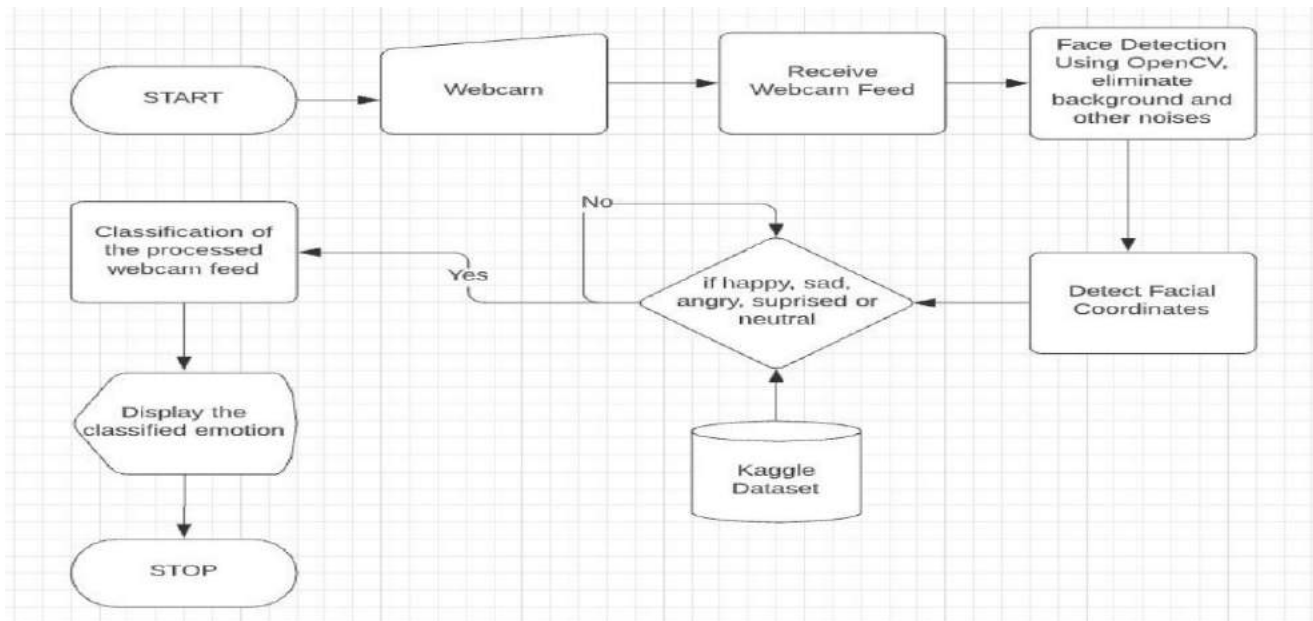 START
Webcam
Receive
Webcam Feed
Face Detection
Using OpenCV,
eliminate
background and
other noises
Detect Facial
Coordinates
if happy, sad,
angry, suprised or
neutral
No
Yes
Kaggle
Dataset
Classification of
the processed
webcam feed
Display the
classified emotion
STOP